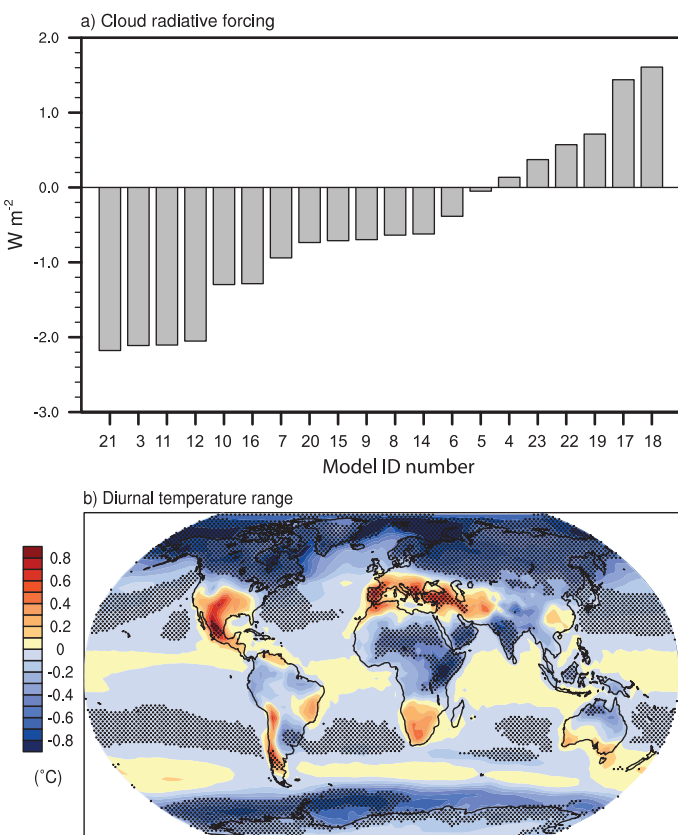 a) Cloud radiative forcing
2.0
1.0
0.0
-1.0
-2.0
-3.0
W m-2
21 3 11 12 10 16 7 20 15 9 8 14 6 5 4 23 22 19 17 18
Model ID number
b) Diurnal temperature range
0.8
0.6
0.4
0.2
0
-0.2
-0.4
-0.6
-0.8
(°C)